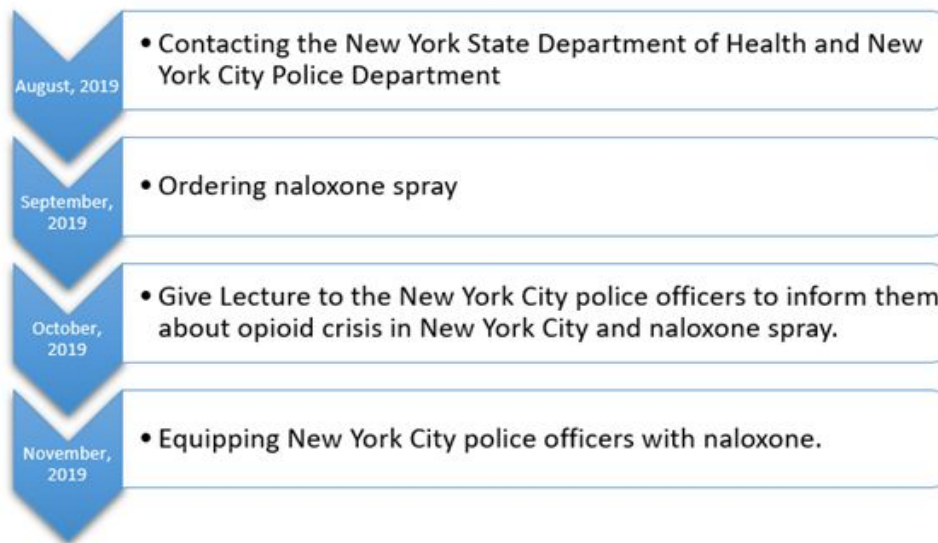 August, 2019
• Contacting the New York State Department of Health and New
York City Police Department
September,
2019
• Ordering naloxone spray
October,
2019
• Give Lecture to the New York City police officers to inform them
about opioid crisis in New York City and naloxone spray.
November,
2019
• Equipping New York City police officers with naloxone.